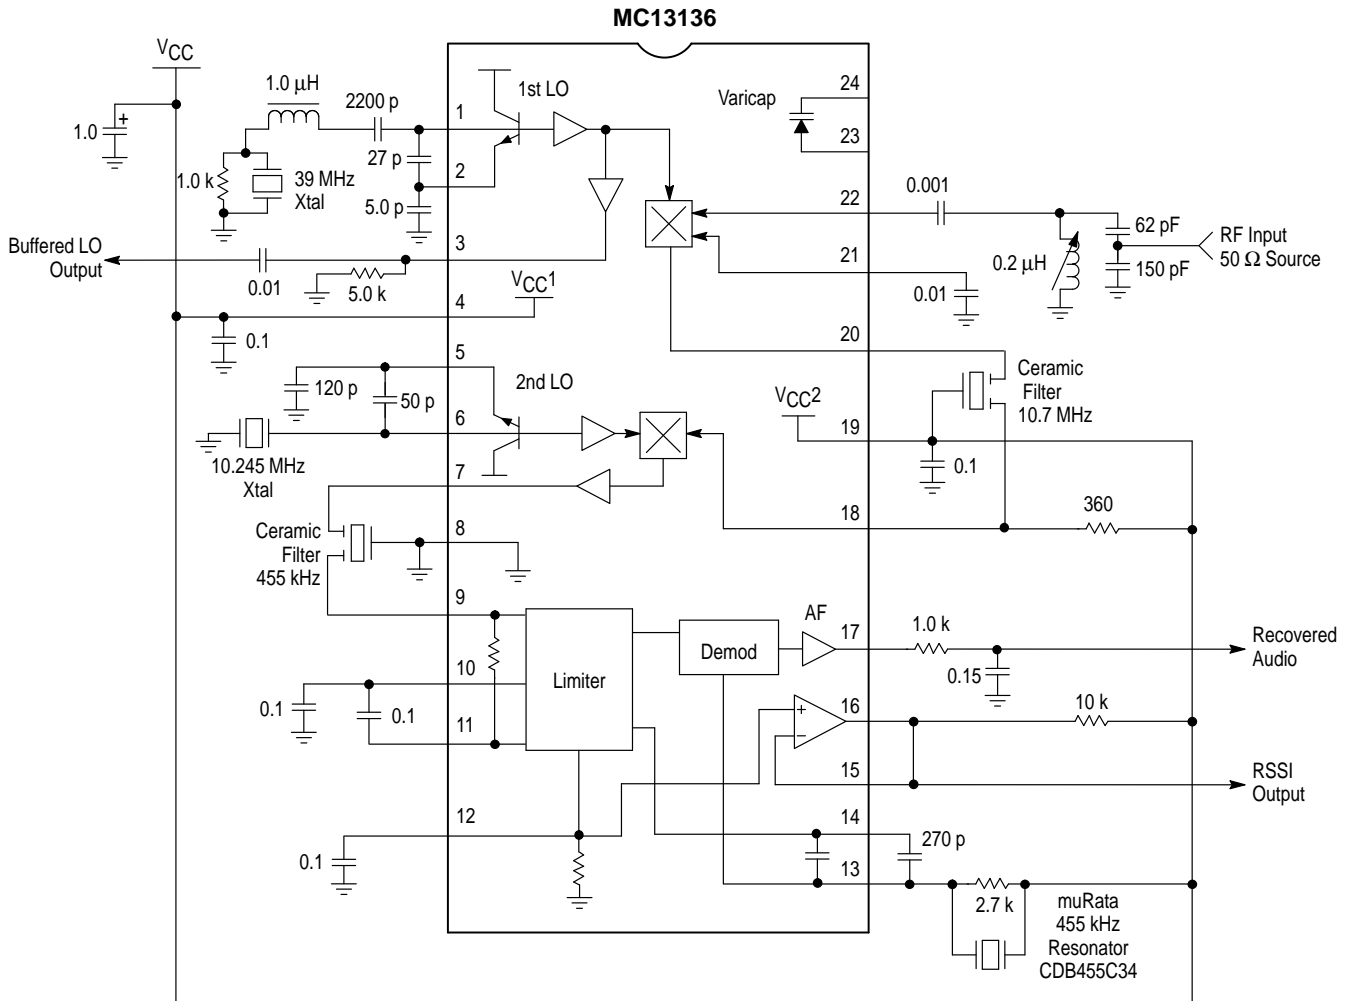 MC13136
VCC
1.0 µH
2200 p
1
1st LO
Varicap
24
1.0
+
27 p
23
1.0 k
39 MHz
Xtal
2
5.0 p
22
0.001
62 pF
RF Input
50 Ω Source
Buffered LO
Output
3
21
0.2 µH
150 pF
0.01
5.0 k
VCC1
0.01
4
0.1
20
5
2nd LO
Ceramic
Filter
10.7 MHz
120 p
50 p
VCC2
6
19
10.245 MHz
Xtal
7
0.1
Ceramic
Filter
455 kHz
8
18
360
9
AF
17
1.0 k
Recovered
Audio
10
Limiter
Demod
0.15
0.1
0.1
11
+
−
16
10 k
15
RSSI
Output
12
14
270 p
0.1
13
2.7 k
muRata
455 kHz
Resonator
CDB455C34